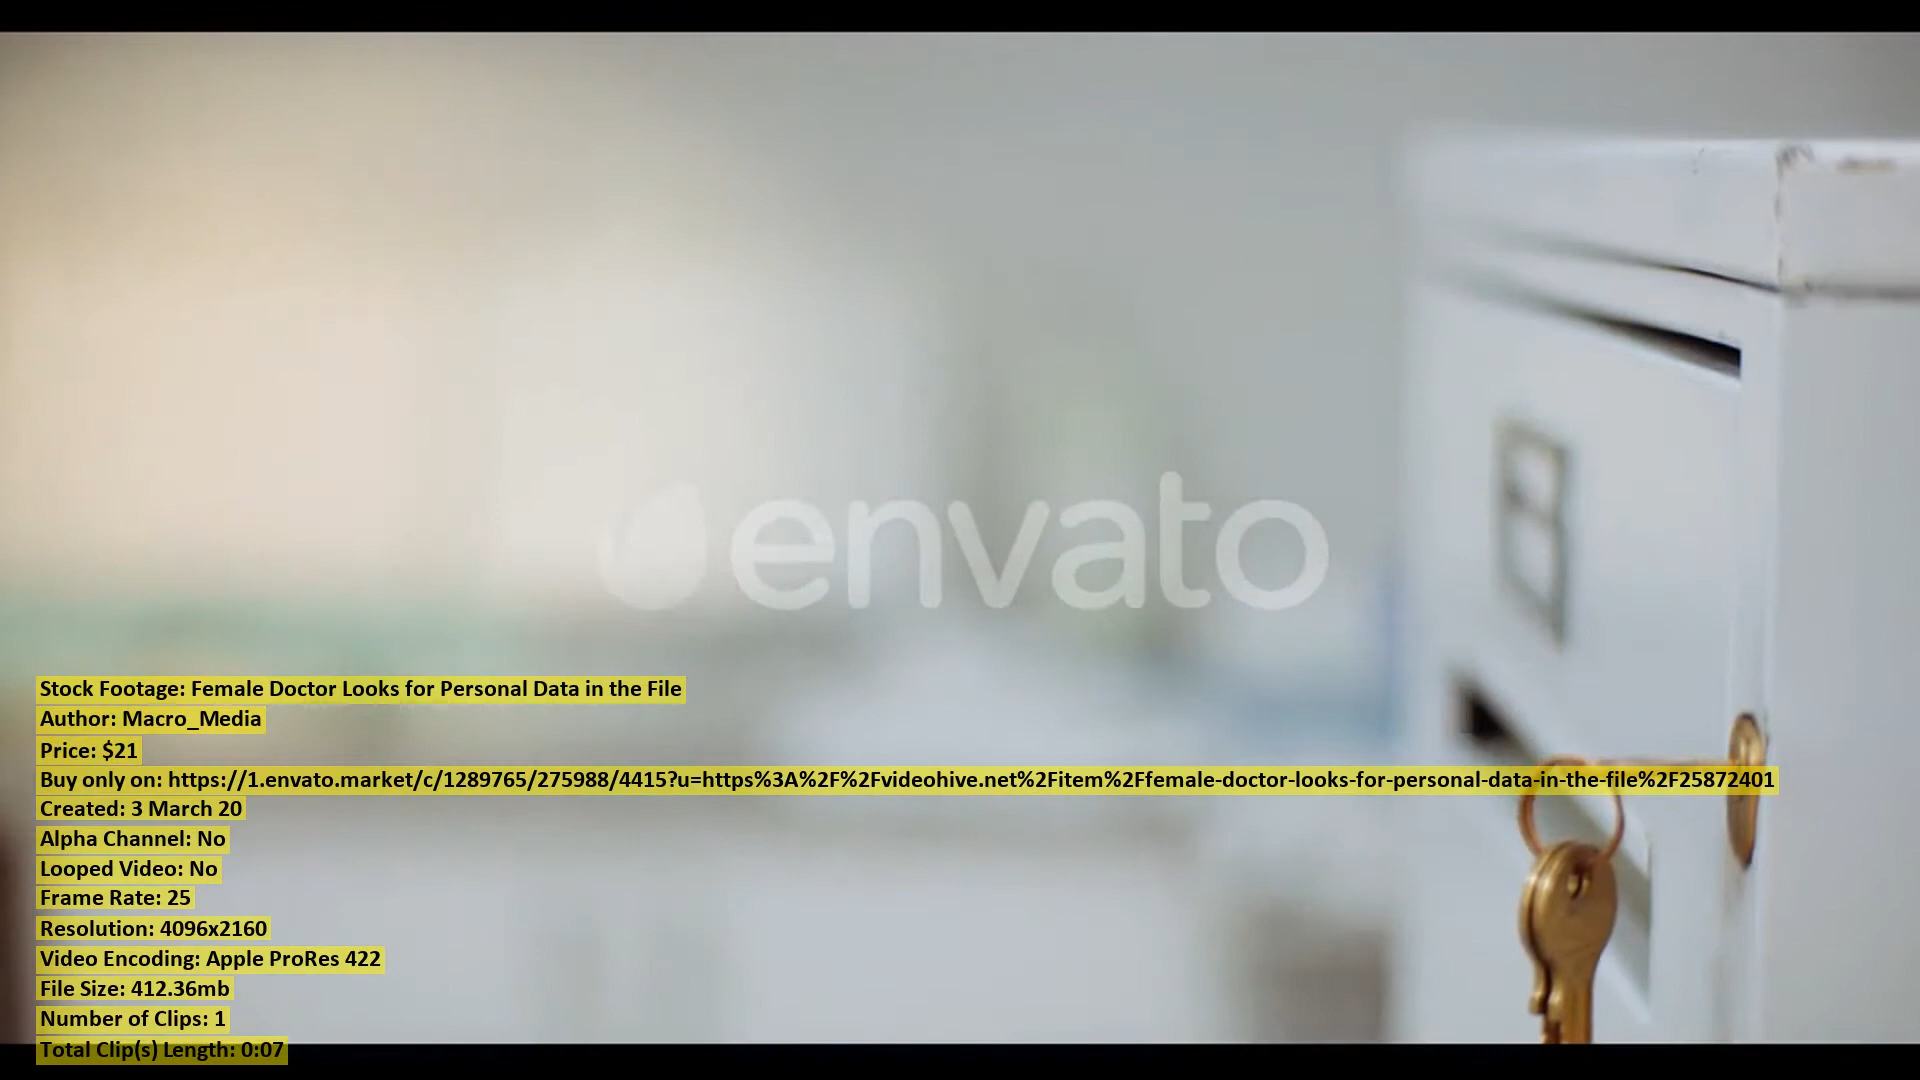 envato
Stock Footage: Female Doctor Looks for Personal Data in the File
Author: Macro_Media
Price: $21
Buy only on: https://1.envato.market/c/1289765/275988/4415?u=https%3A%2F%2Fvideohive.net%2Fitem%2Ffemale-doctor-looks-for-personal-data-in-the-file%2F25872401
Created: 3 March 20
Alpha Channel: No
Looped Video: No
Frame Rate: 25
Resolution: 4096x2160
Video Encoding: Apple ProRes 422
File Size: 412.36mb
Number of Clips: 1
Total Clip(s) Length: 0:07